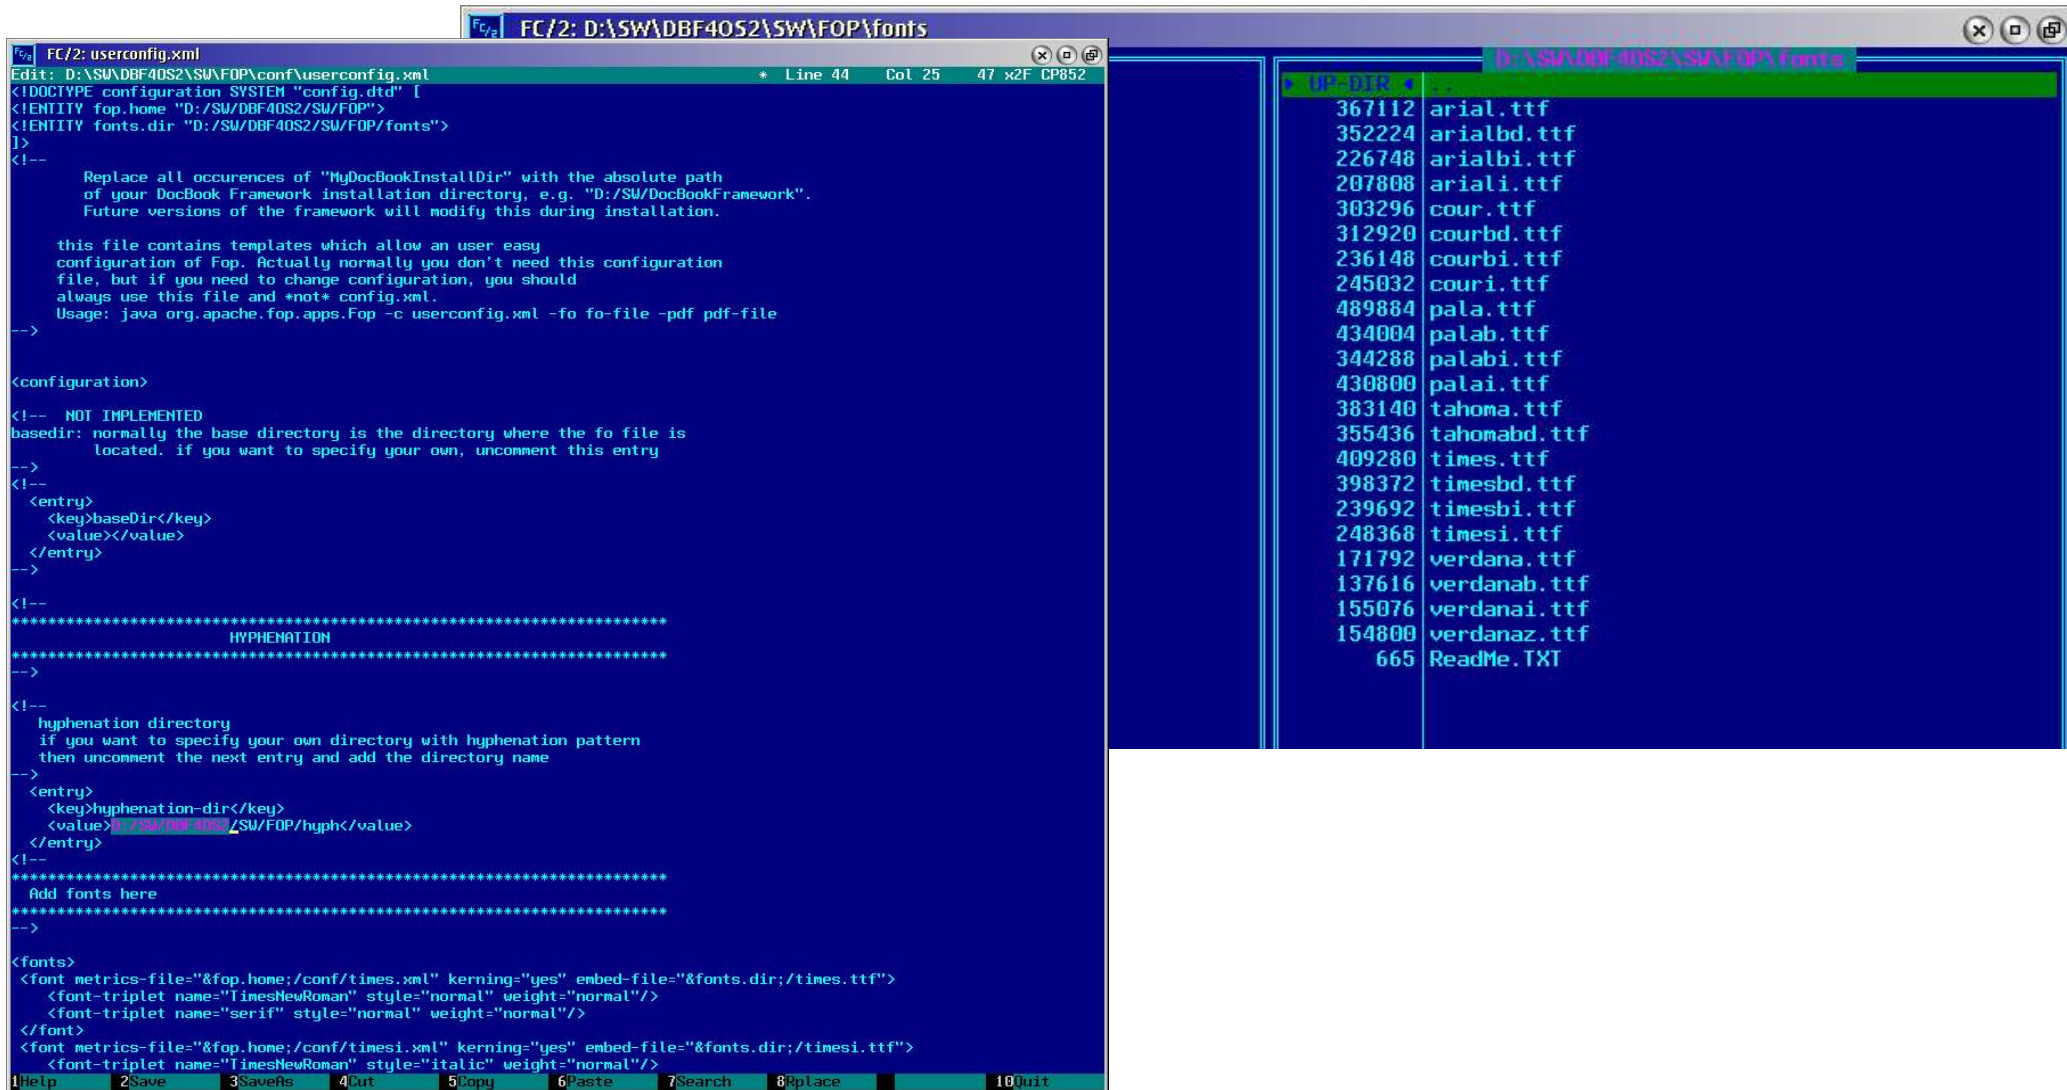 FC/2: D:\SW\DBF4OS2\SW\FOP\fonts
FC/2: userconfig.xml
Edit: D:\SW\DBF4OS2\SW\FOP\conf\userconfig.xml * Line 44 Col 25 47 x2F CP852
<!DOCTYPE configuration SYSTEM "config.dtd" [
<!ENTITY fop.home "D:/SW/DBF4OS2/SW/FOP">
<!ENTITY fonts.dir "D:/SW/DBF4OS2/SW/FOP/fonts">
]>
<!--
Replace all occurences of "MyDocBookInstallDir" with the absolute path
of your DocBook Framework installation directory, e.g. "D:/SW/DocBookFramework".
Future versions of the framework will modify this during installation.
this file contains templates which allow an user easy
configuration of Fop. Actually normally you don't need this configuration
file, but if you need to change configuration, you should
always use this file and *not* config.xml.
Usage: java org.apache.fop.apps.Fop -c userconfig.xml -fo fo-file -pdf pdf-file
-->
<configuration>
<!-- NOT IMPLEMENTED
basedir: normally the base directory is the directory where the fo file is
located. if you want to specify your own, uncomment this entry
-->
<!--
<entry>
<key>baseDir</key>
<value></value>
</entry>
-->
<!--
*************************************************************************
HYPHENATION
*************************************************************************
-->
<!--
hyphenation directory
if you want to specify your own directory with hyphenation pattern
then uncomment the next entry and add the directory name
-->
<entry>
<key>hyphenation-dir</key>
<value>D:/SW/DBF4OS2/SW/FOP/hyph</value>
</entry>
<!--
*************************************************************************
Add fonts here
*************************************************************************
-->
<fonts>
<font metrics-file="&fop.home;/conf/times.xml" kerning="yes" embed-file="&fonts.dir;/times.ttf">
<font-triplet name="TimesNewRoman" style="normal" weight="normal"/>
<font-triplet name="serif" style="normal" weight="normal"/>
</font>
<font metrics-file="&fop.home;/conf/timesi.xml" kerning="yes" embed-file="&fonts.dir;/timesi.ttf">
<font-triplet name="TimesNewRoman" style="italic" weight="normal"/>
1Help 2Save 3SaveAs 4Cut 5Copy 6Paste 7Search 8Rplace 10Quit
D:\SW\DBF4OS2\SW\FOP\fonts
► UP-DIR ◄ ..
367112 arial.ttf
352224 arialbd.ttf
226748 arialbi.ttf
207808 ariali.ttf
303296 cour.ttf
312920 courbd.ttf
236148 courbi.ttf
245032 couri.ttf
489884 pala.ttf
434004 palab.ttf
344288 palabi.ttf
430800 palai.ttf
383140 tahoma.ttf
355436 tahomabd.ttf
409280 times.ttf
398372 timesbd.ttf
239692 timesbi.ttf
248368 timesi.ttf
171792 verdana.ttf
137616 verdanab.ttf
155076 verdanai.ttf
154800 verdanaz.ttf
665 ReadMe.TXT